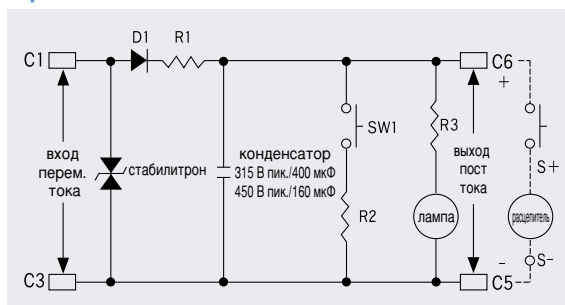 D1
R1
C1
C6
+
вход
перем.
тока
стабилитрон
конденсатор
315 В пик./400 мкФ
450 В пик./160 мкФ
SW1
R2
R3
лампа
выход
пост
тока
S+
расцепитель
-
S-
C3
C5